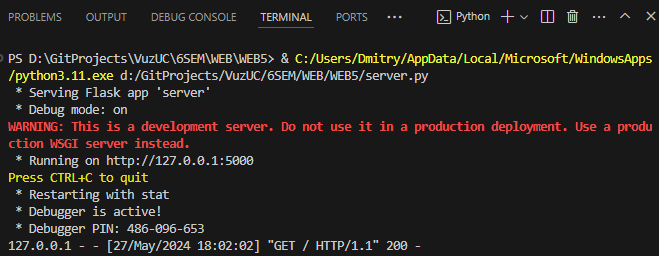 PROBLEMS OUTPUT DEBUG CONSOLE TERMINAL PORTS ··· Python
PS D:\GitProjects\VuzUC\6SEM\WEB\WEB5> & C:/Users/Dmitry/AppData/Local/Microsoft/WindowsApps
/python3.11.exe d:/GitProjects/VuzUC/6SEM/WEB/WEB5/server.py
* Serving Flask app 'server'
* Debug mode: on
WARNING: This is a development server. Do not use it in a production deployment. Use a produ
ction WSGI server instead.
* Running on http://127.0.0.1:5000
Press CTRL+C to quit
* Restarting with stat
* Debugger is active!
* Debugger PIN: 486-096-653
127.0.0.1 - - [27/May/2024 18:02:02] "GET / HTTP/1.1" 200 -